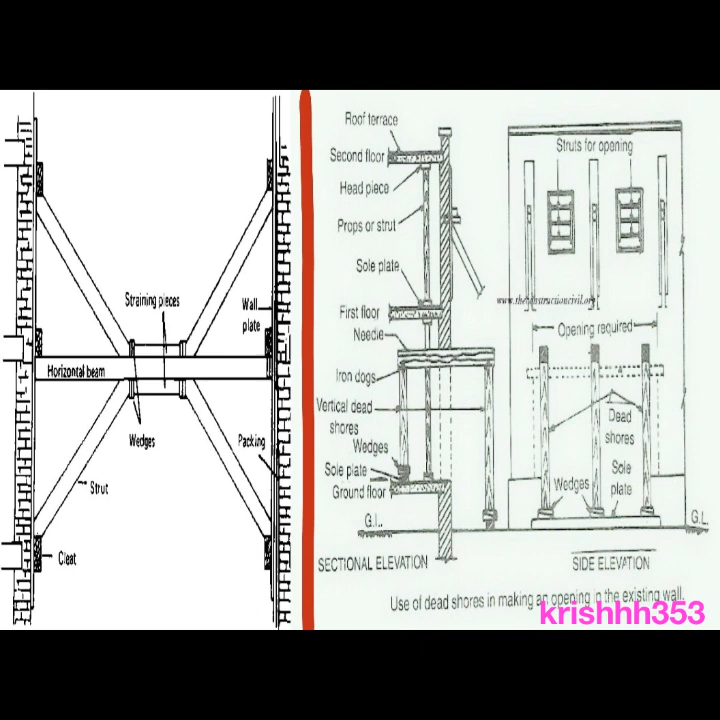 Straining pieces
Wall
plate
Horizontal beam
Wedges
Packing
Strut
Cleat
Roof terrace
Second floor
Head piece
Props or strut
Sole plate
First floor
Needle
Iron dogs
Vertical dead
shores
Wedges
Sole plate
Ground floor
G.L.
SECTIONAL ELEVATION
Struts for opening
Opening required
Dead
shores
Wedges
Sole
plate
G.L.
SIDE ELEVATION
Use of dead shores in making an opening in the existing wall.
krishhh353